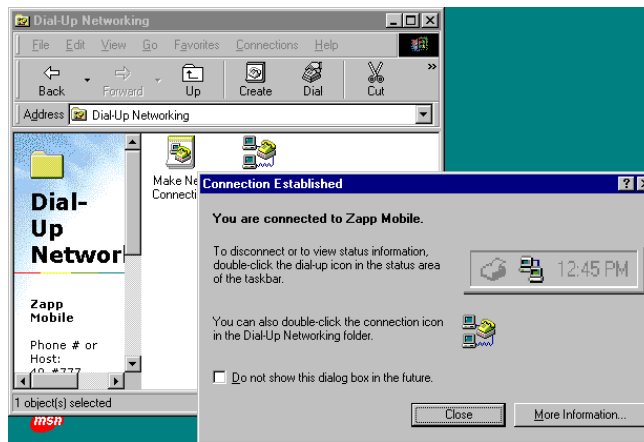 Dial-Up Networking
File Edit View Go Favorites Connections Help
Back Forward Up Create Dial Cut »
Address Dial-Up Networking
Make Ne
Connecti
Dial-
Up
Networ
Zapp
Mobile
Phone # or
Host:
40 #777
1 object(s) selected
msn
Connection Established
You are connected to Zapp Mobile.
To disconnect or to view status information,
double-click the dial-up icon in the status area
of the taskbar.
12:45 PM
You can also double-click the connection icon
in the Dial-Up Networking folder.
Do not show this dialog box in the future.
Close More Information...